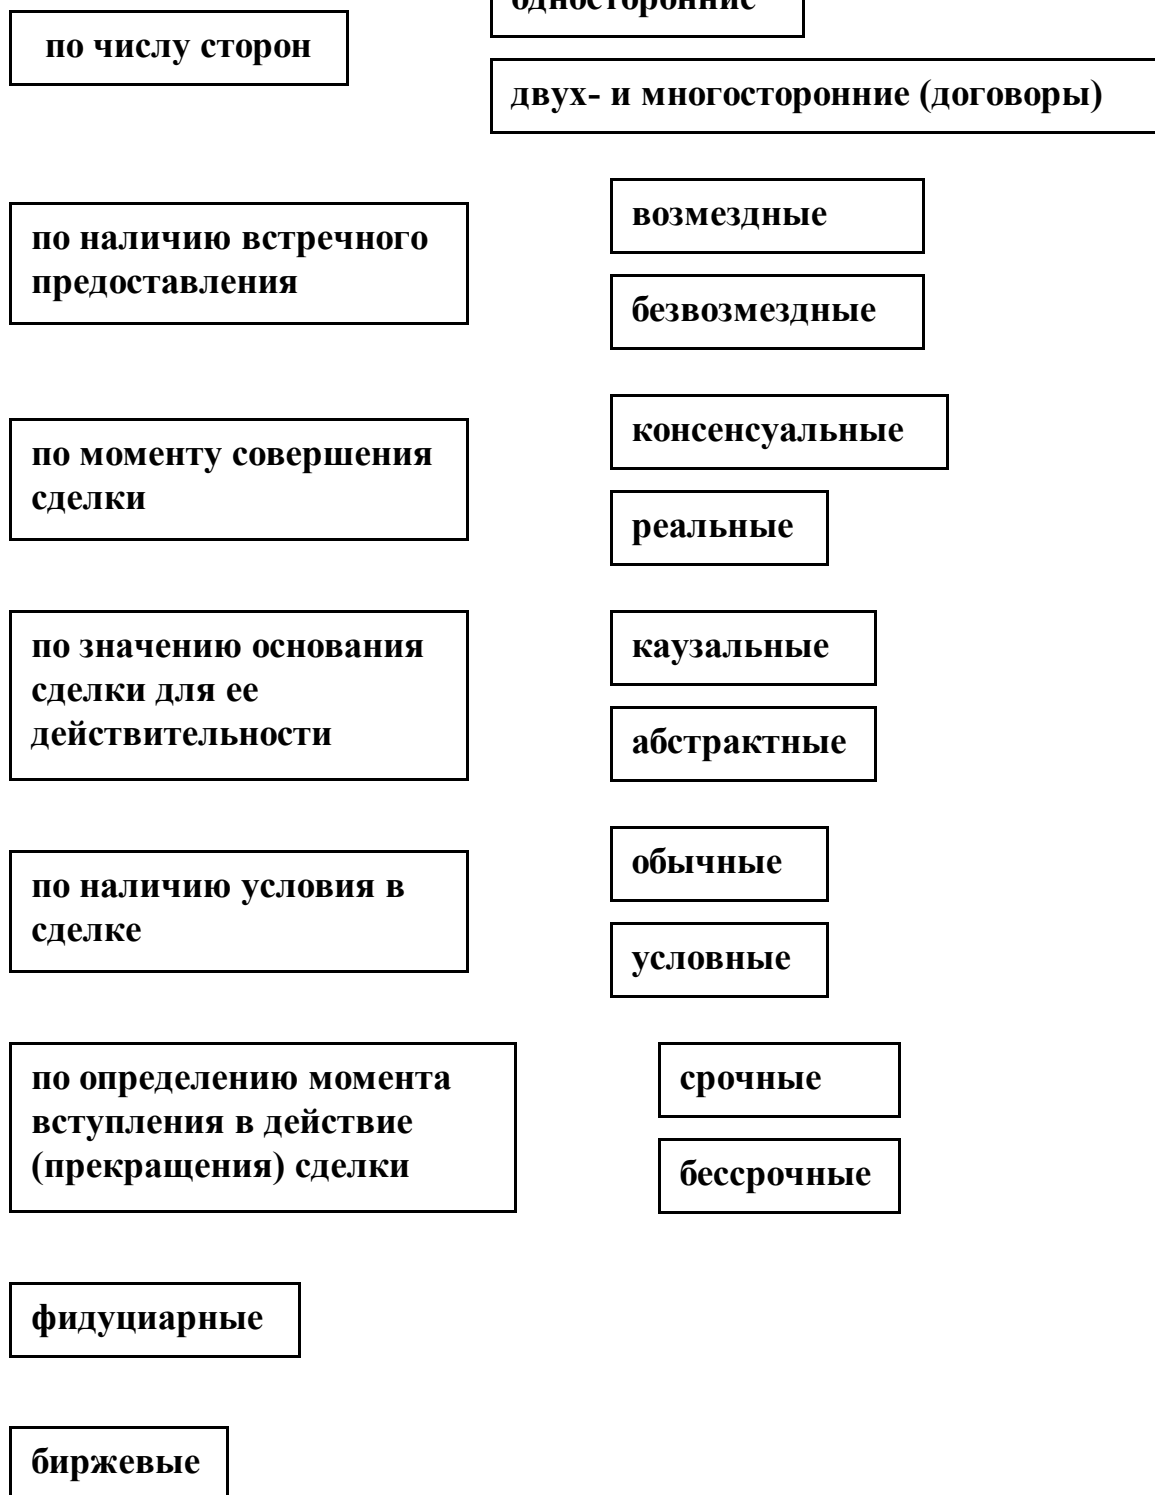 односторонние
по числу сторон
двух- и многосторонние (договоры)
возмездные
по наличию встречного
предоставления
безвозмездные
консенсуальные
по моменту совершения
сделки
реальные
по значению основания
сделки для ее
действительности
каузальные
абстрактные
обычные
по наличию условия в
сделке
условные
по определению момента
вступления в действие
(прекращения) сделки
срочные
бессрочные
фидуциарные
биржевые